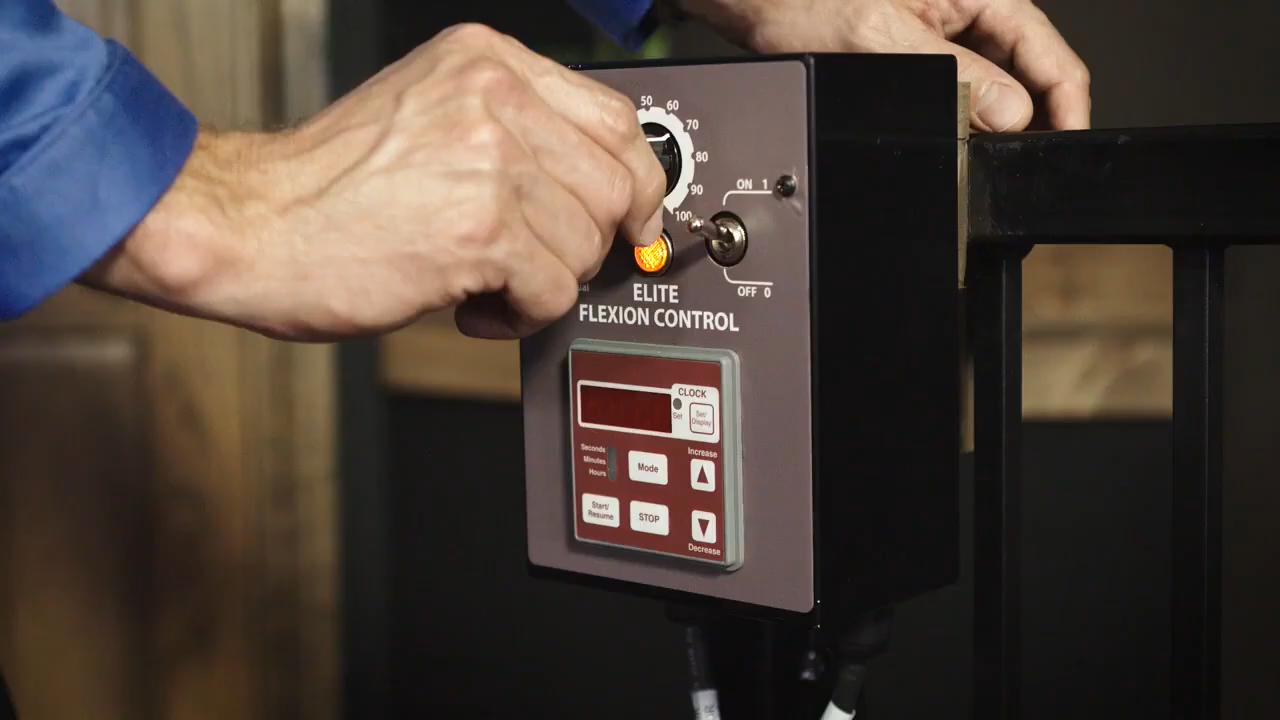 50
60
70
80
90
100
ON 1
OFF 0
ELITE
FLEXION CONTROL
CLOCK
Set
Set/
Display
Seconds
Minutes
Hours
Mode
Increase
Start/
Resume
STOP
Decrease